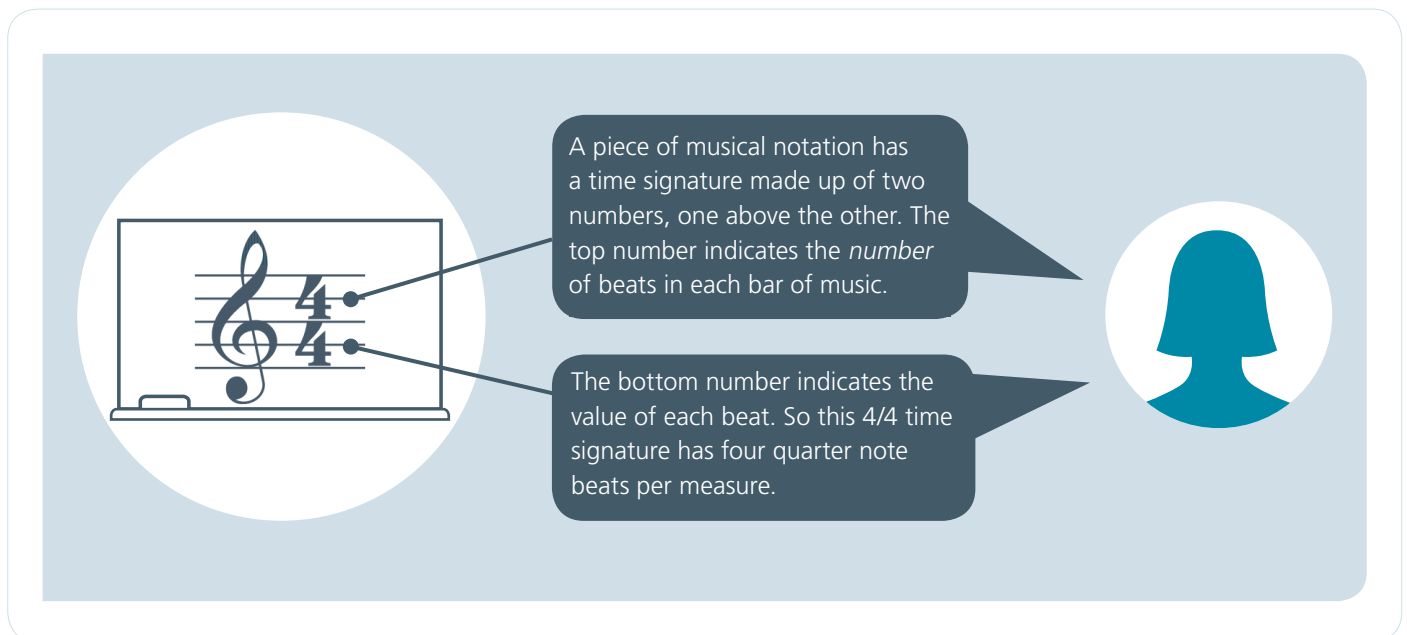 4
4
A piece of musical notation has
a time signature made up of two
numbers, one above the other. The
top number indicates the number
of beats in each bar of music.
The bottom number indicates the
value of each beat. So this 4/4 time
signature has four quarter note
beats per measure.